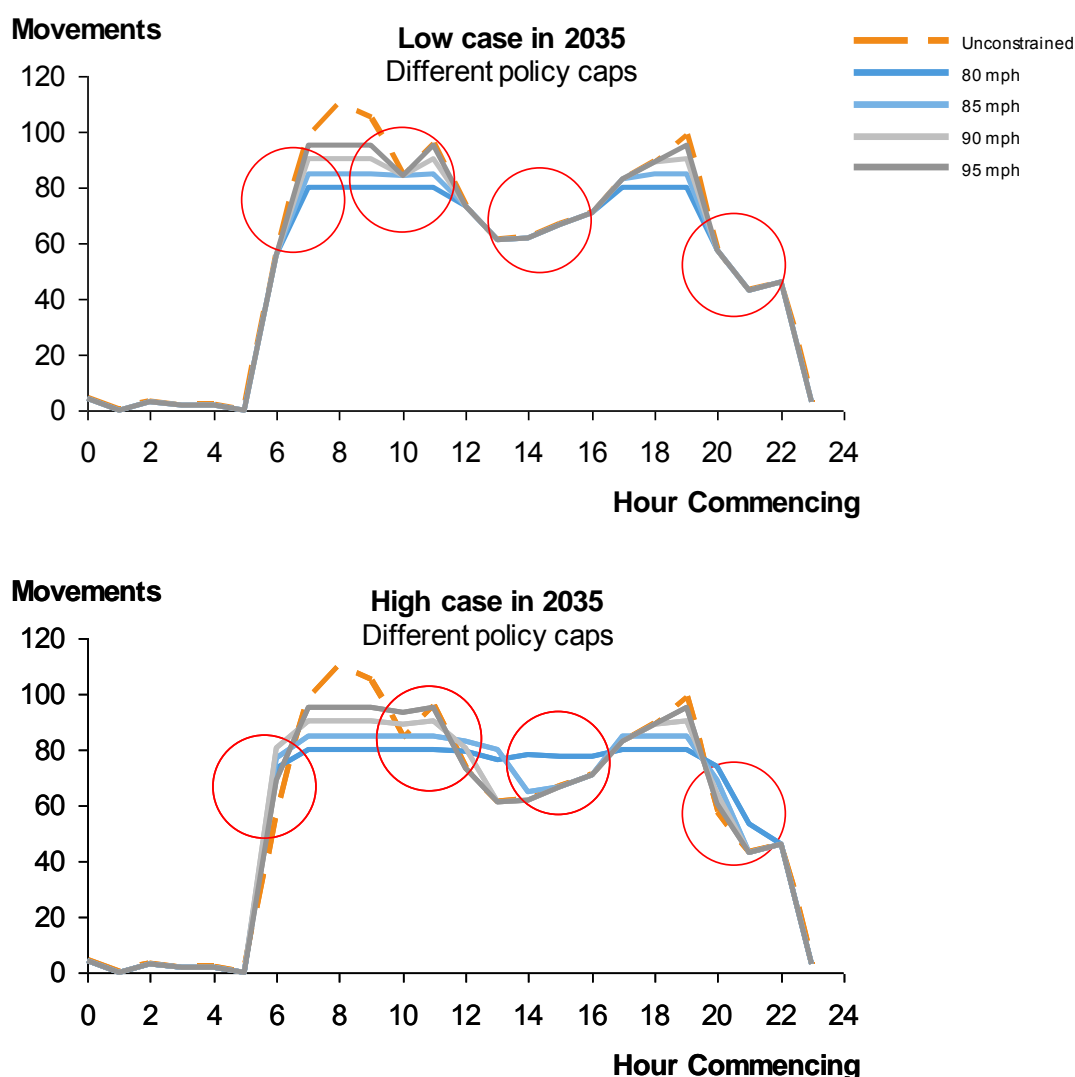 Movements
Low case in 2035
Different policy caps
Unconstrained
80 mph
85 mph
90 mph
95 mph
120
100
80
60
40
20
0
0 2 4 6 8 10 12 14 16 18 20 22 24
Hour Commencing
Movements
High case in 2035
Different policy caps
120
100
80
60
40
20
0
0 2 4 6 8 10 12 14 16 18 20 22 24
Hour Commencing